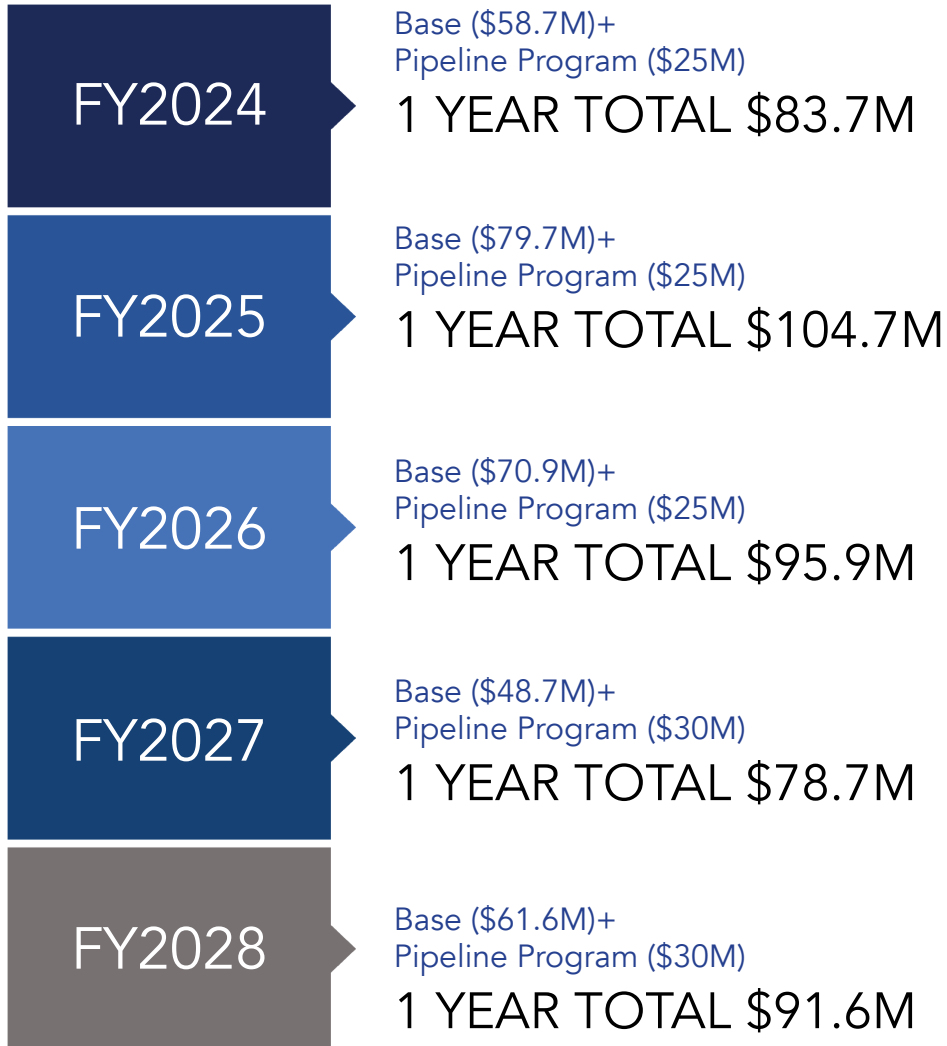 FY2024
Base ($58.7M)+
Pipeline Program ($25M)
1 YEAR TOTAL $83.7M
FY2025
Base ($79.7M)+
Pipeline Program ($25M)
1 YEAR TOTAL $104.7M
FY2026
Base ($70.9M)+
Pipeline Program ($25M)
1 YEAR TOTAL $95.9M
FY2027
Base ($48.7M)+
Pipeline Program ($30M)
1 YEAR TOTAL $78.7M
FY2028
Base ($61.6M)+
Pipeline Program ($30M)
1 YEAR TOTAL $91.6M